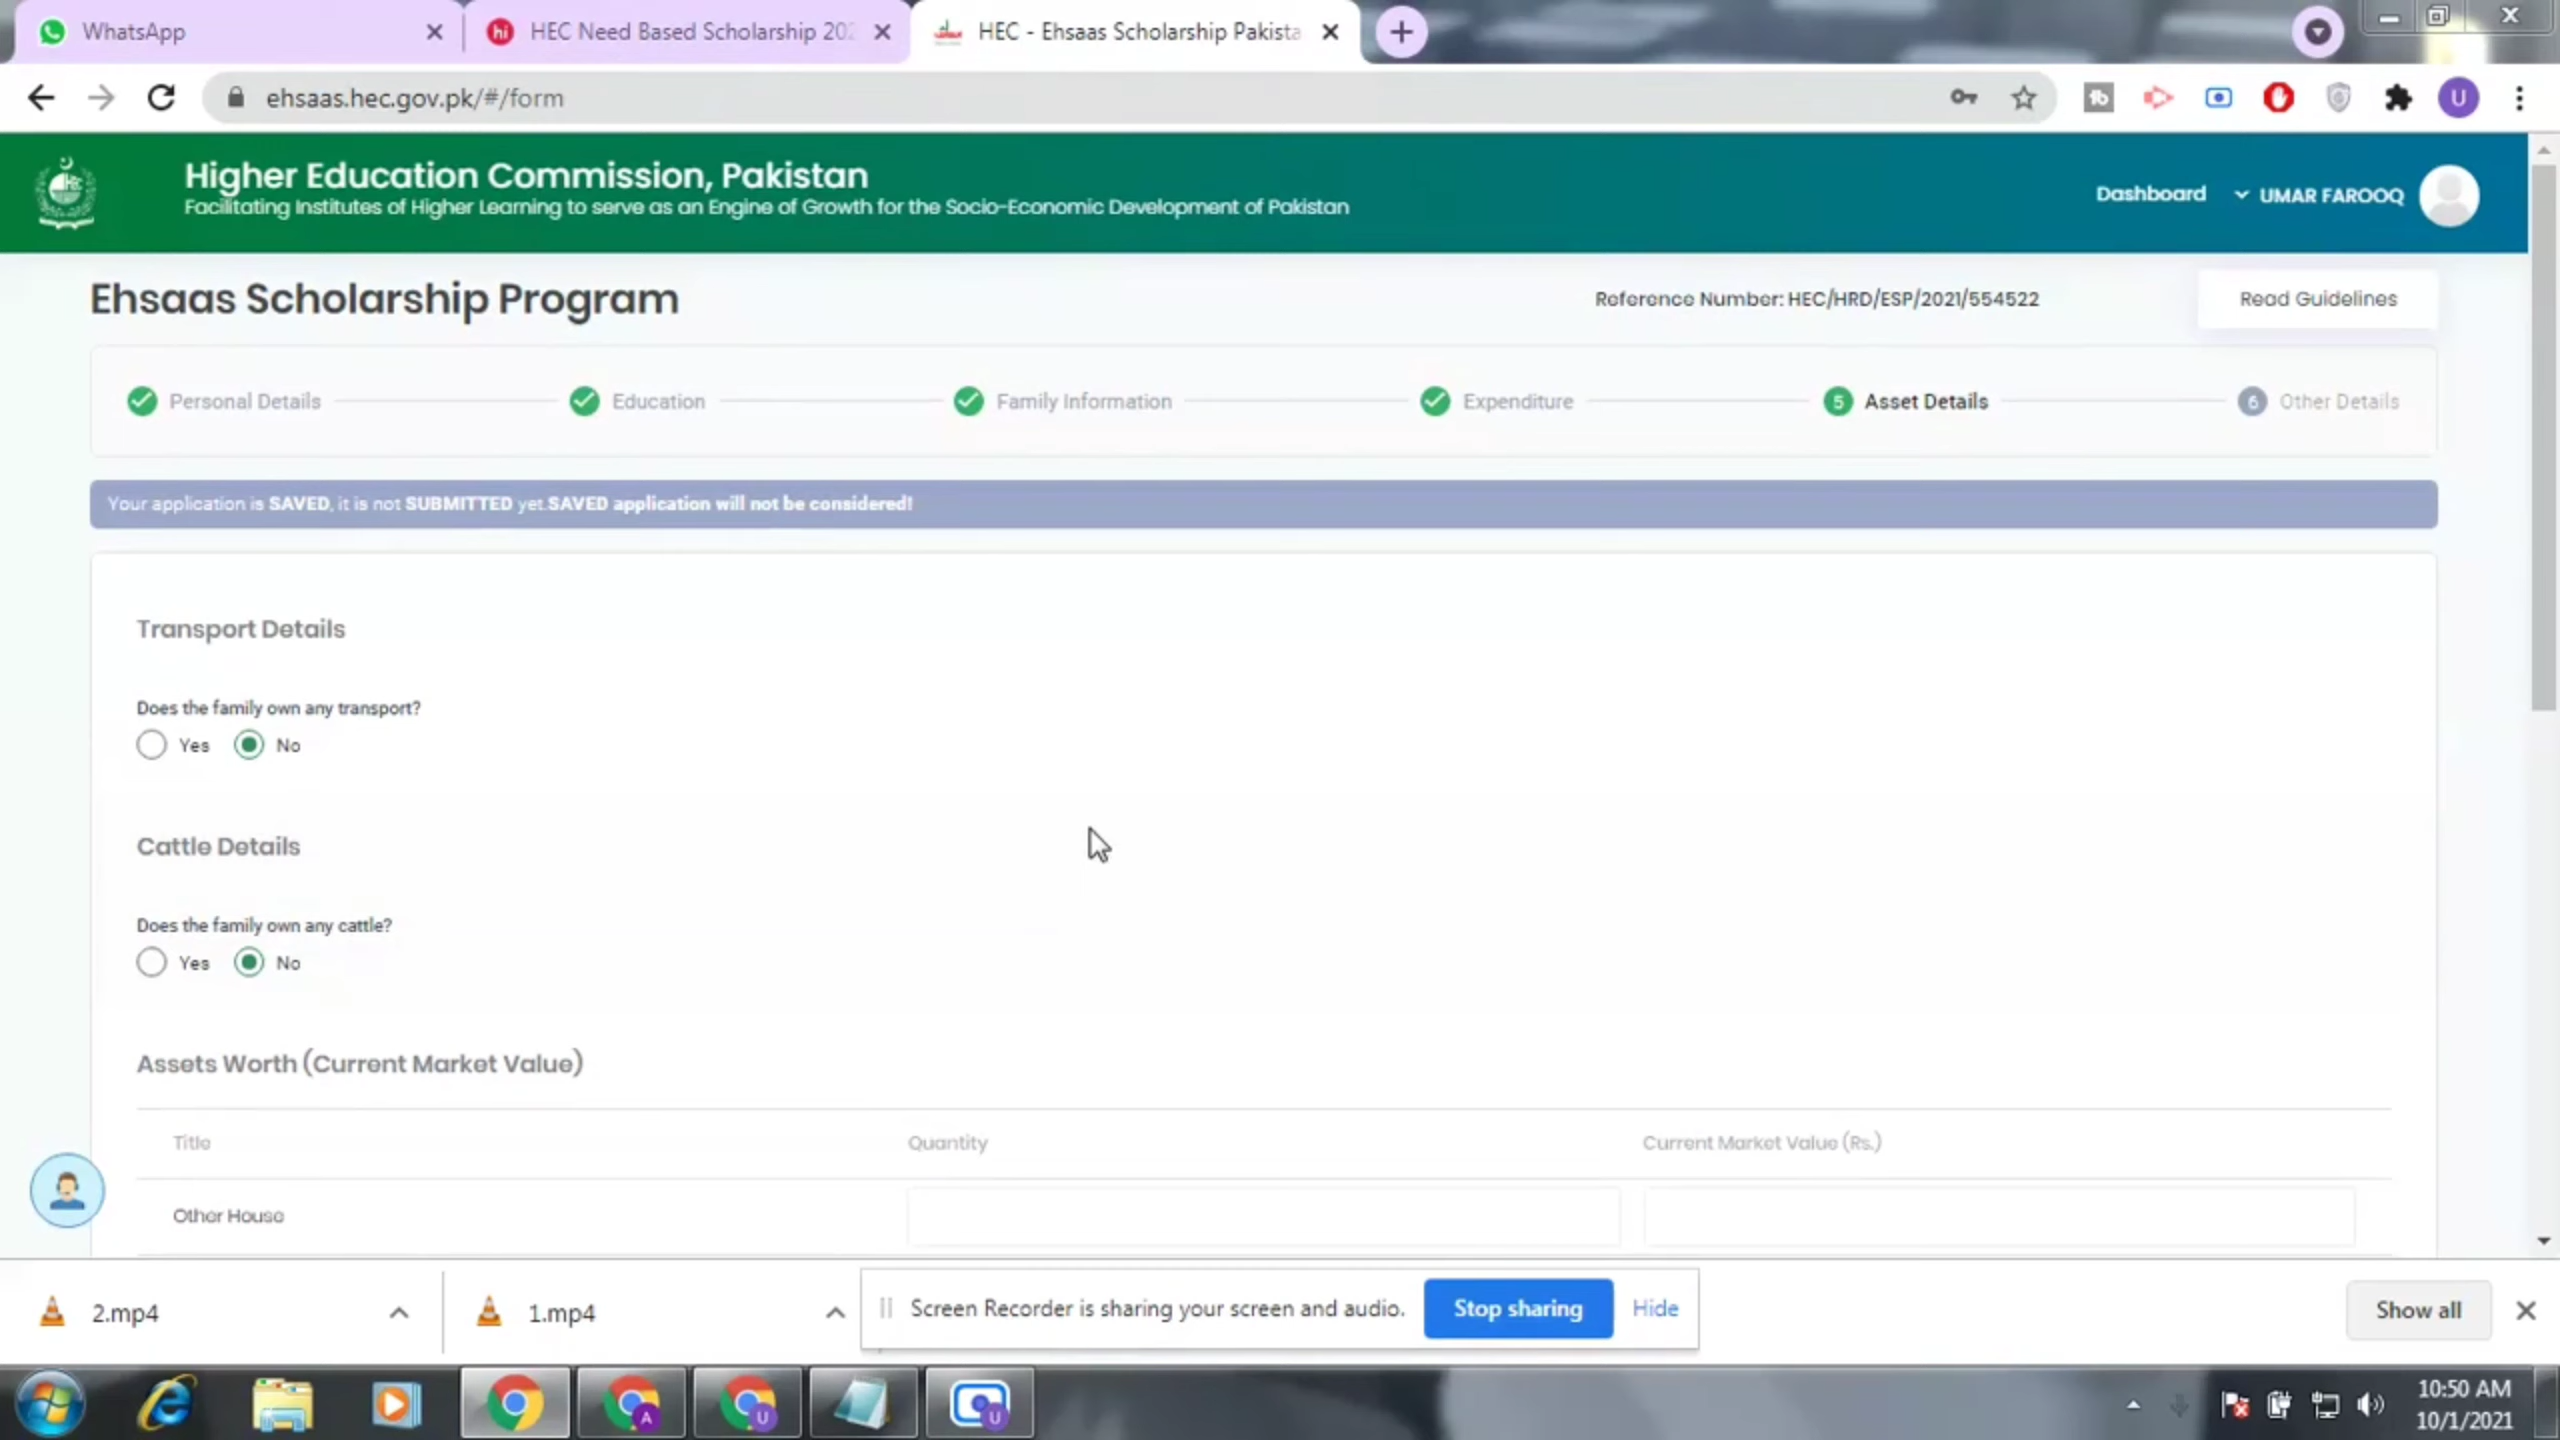 WhatsApp
HEC Need Based Scholarship 202
HEC - Ehsaas Scholarship Pakista
ehsaas.hec.gov.pk/#/form
U
Higher Education Commission, Pakistan
Facilitating Institutes of Higher Learning to serve as an Engine of Growth for the Socio-Economic Development of Pakistan
Dashboard
UMAR FAROOQ
Ehsaas Scholarship Program
Reference Number: HEC/HRD/ESP/2021/554522
Read Guidelines
Personal Details
Education
Family Information
Expenditure
5 Asset Details
6 Other Details
Your application is SAVED, it is not SUBMITTED yet.SAVED application will not be considered!
Transport Details
Does the family own any transport?
Yes No
Cattle Details
Does the family own any cattle?
Yes No
Assets Worth (Current Market Value)
Title Quantity Current Market Value (Rs.)
Other House
2.mp4
1.mp4
Screen Recorder is sharing your screen and audio.
Stop sharing
Hide
Show all
A
U
U
10:50 AM
10/1/2021